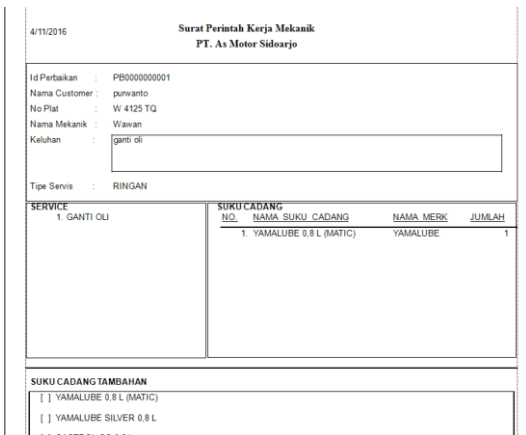 4/11/2016
Surat Perintah Kerja Mekanik
PT. As Motor Sidoarjo
Id Perbaikan : PB0000000001
Nama Customer : purwanto
No Plat : W 4125 TQ
Nama Mekanik : Wawan
Keluhan : ganti oli
Tipe Servis : RINGAN
SERVICE
1. GANTI OLI
SUKU CADANG
NO. NAMA SUKU CADANG NAMA MERK JUMLAH
1. YAMALUBE 0,8 L (MATIC) YAMALUBE 1
SUKU CADANG TAMBAHAN
[ ] YAMALUBE 0,8 L (MATIC)
[ ] YAMALUBE SILVER 0,8 L